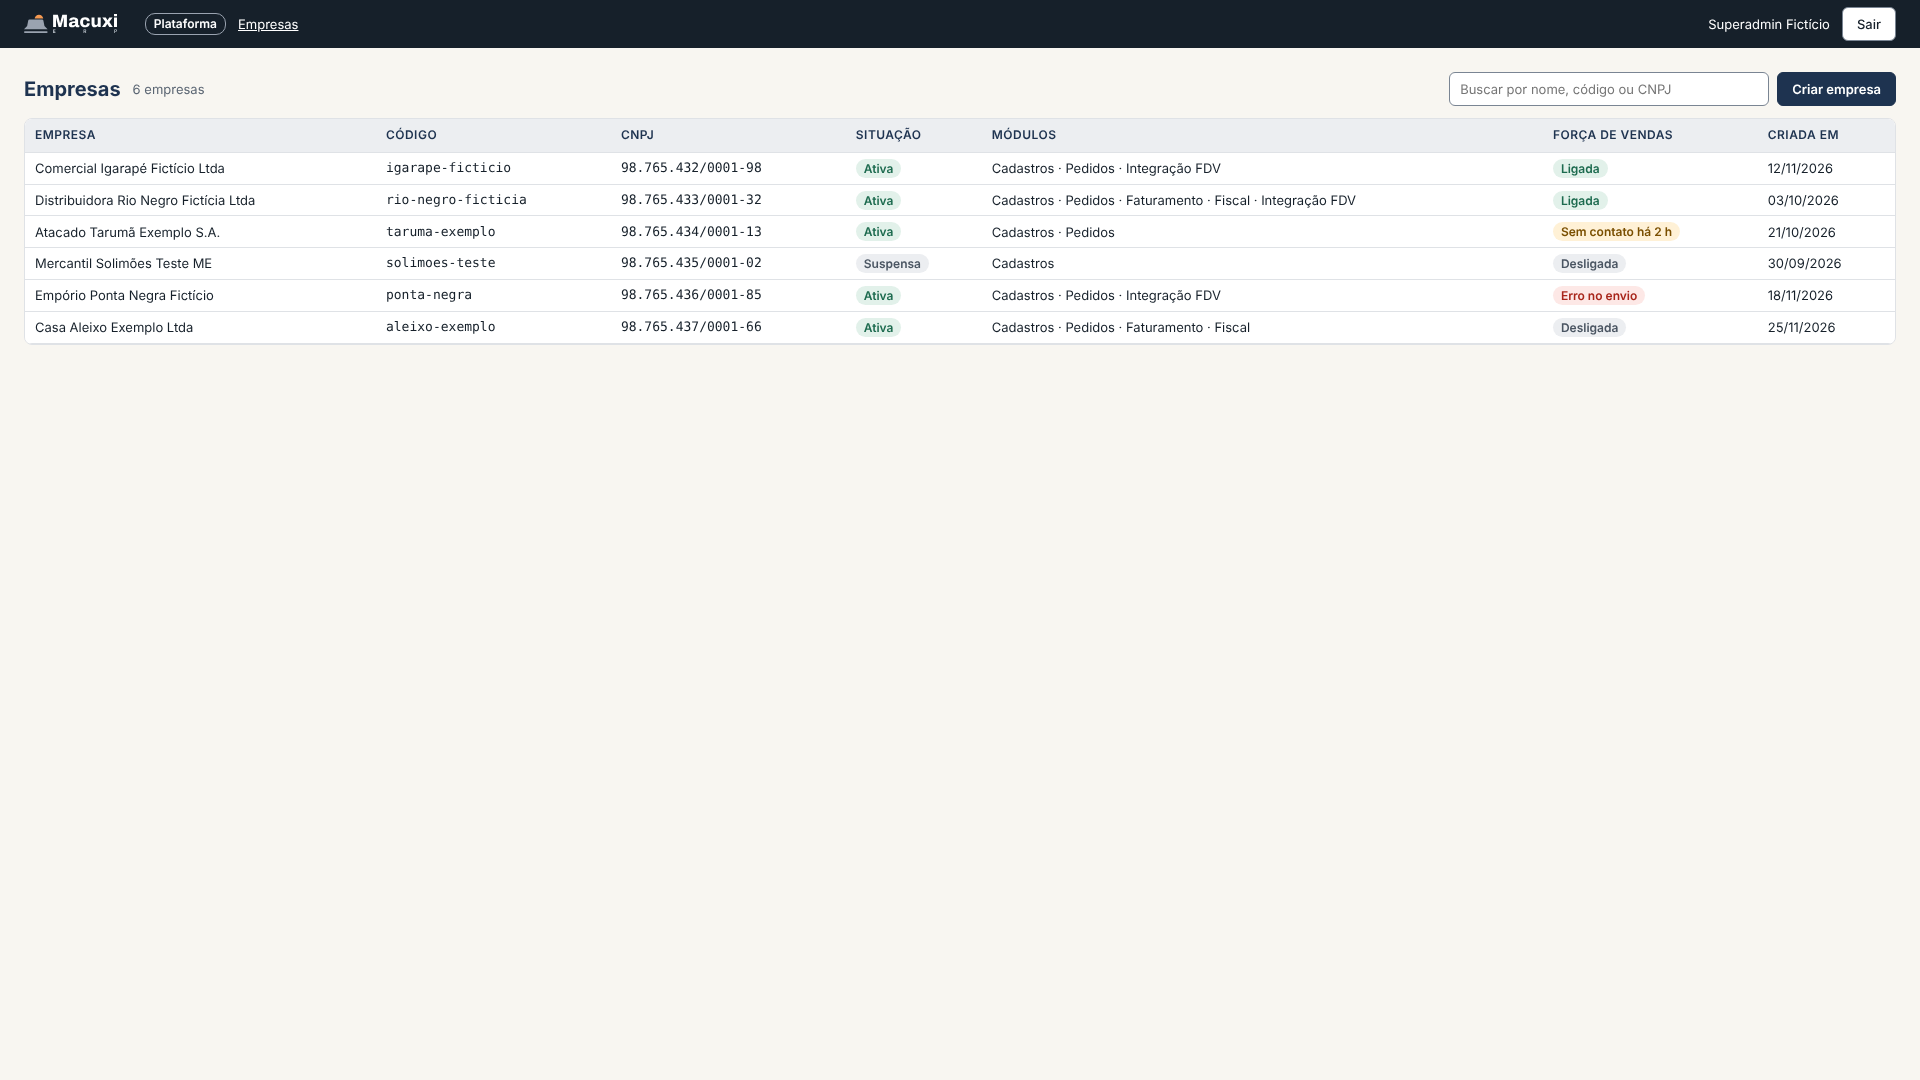 Macuxi
E R P
Plataforma
Empresas
Superadmin Fictício
Sair
Empresas 6 empresas
Buscar por nome, código ou CNPJ
Criar empresa
EMPRESA CÓDIGO CNPJ SITUAÇÃO MÓDULOS FORÇA DE VENDAS CRIADA EM
Comercial Igarapé Fictício Ltda igarape-ficticio 98.765.432/0001-98 Ativa Cadastros · Pedidos · Integração FDV Ligada 12/11/2026
Distribuidora Rio Negro Fictícia Ltda rio-negro-ficticia 98.765.433/0001-32 Ativa Cadastros · Pedidos · Faturamento · Fiscal · Integração FDV Ligada 03/10/2026
Atacado Tarumã Exemplo S.A. taruma-exemplo 98.765.434/0001-13 Ativa Cadastros · Pedidos Sem contato há 2 h 21/10/2026
Mercantil Solimões Teste ME solimoes-teste 98.765.435/0001-02 Suspensa Cadastros Desligada 30/09/2026
Empório Ponta Negra Fictício ponta-negra 98.765.436/0001-85 Ativa Cadastros · Pedidos · Integração FDV Erro no envio 18/11/2026
Casa Aleixo Exemplo Ltda aleixo-exemplo 98.765.437/0001-66 Ativa Cadastros · Pedidos · Faturamento · Fiscal Desligada 25/11/2026